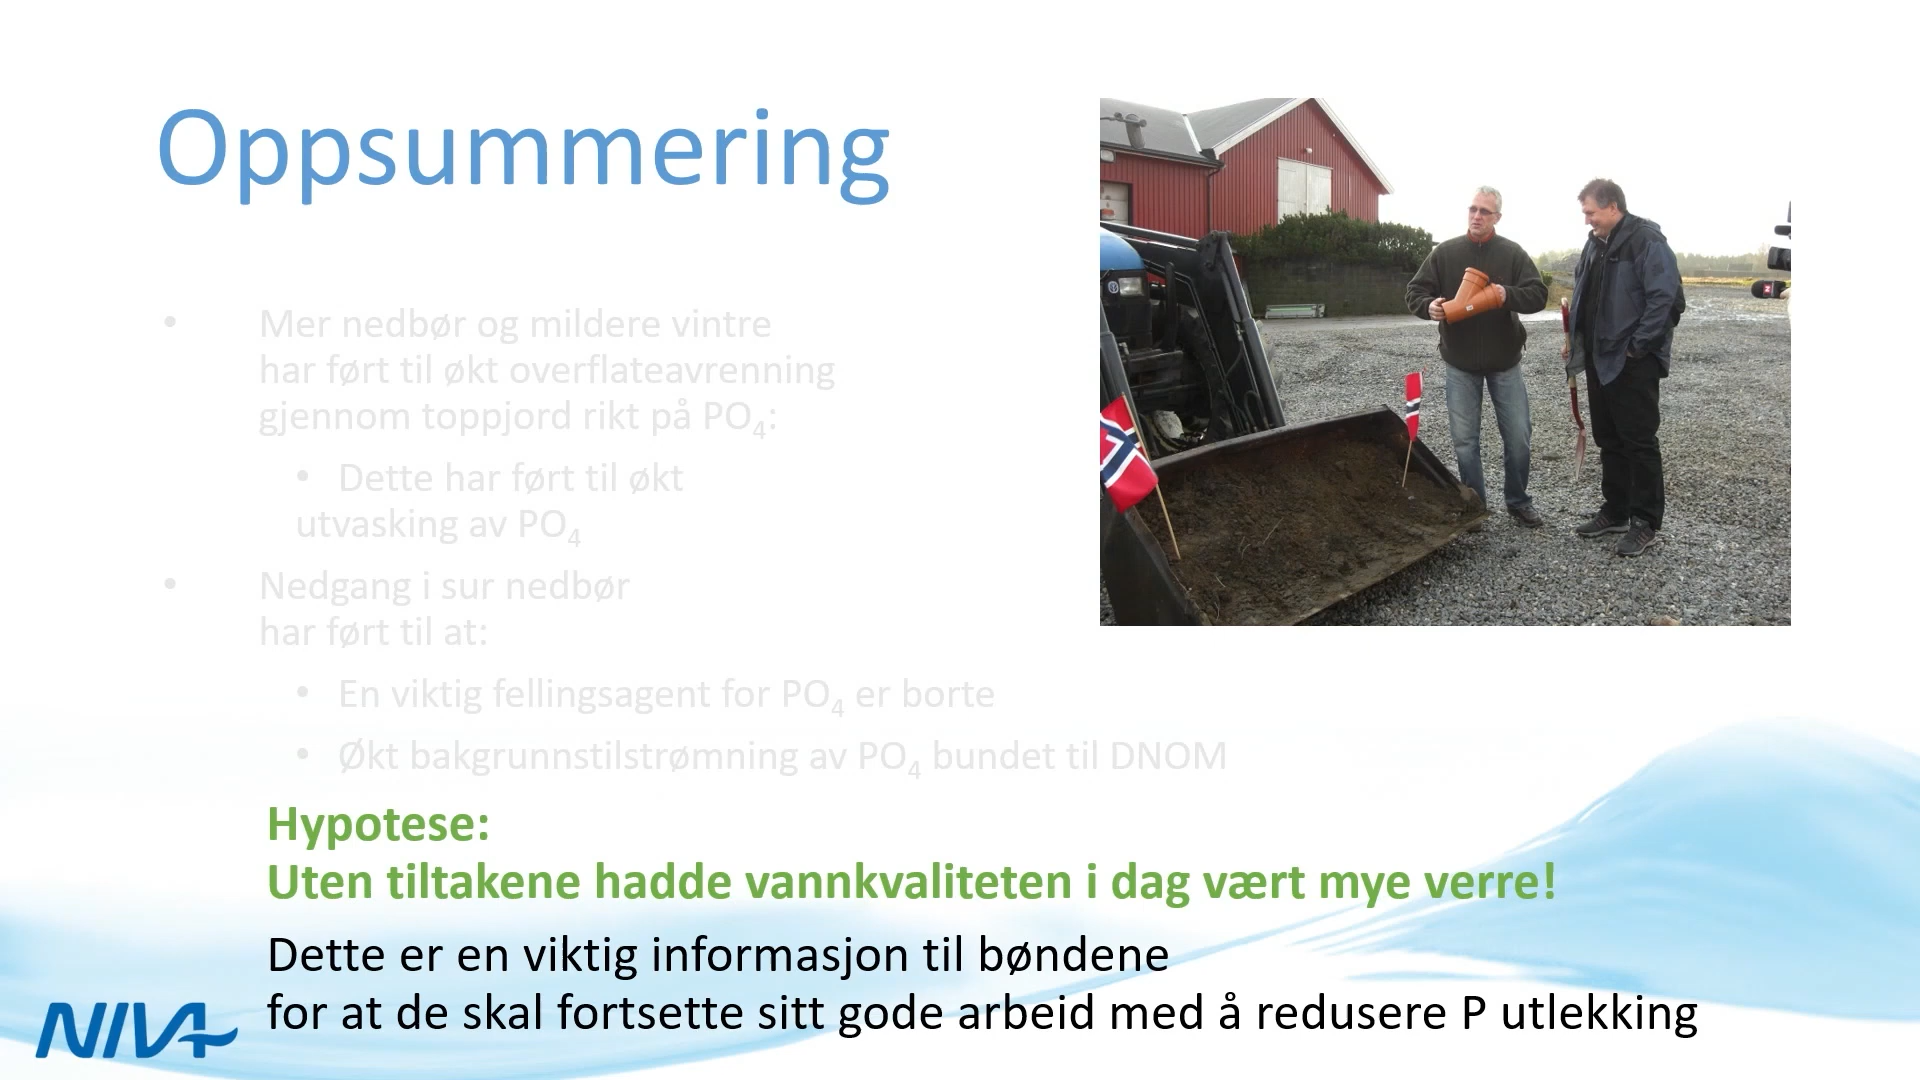 Oppsummering
• Mer nedbør og mildere vintre
har ført til økt overflateavrenning
gjennom toppjord rikt på PO₄:
• Dette har ført til økt
utvasking av PO₄
• Nedgang i sur nedbør
har ført til at:
• En viktig fellingsagent for PO₄ er borte
• Økt bakgrunnstilstrømning av PO₄ bundet til DNOM
Hypotese:
Uten tiltakene hadde vannkvaliteten i dag vært mye verre!
Dette er en viktig informasjon til bøndene
for at de skal fortsette sitt gode arbeid med å redusere P utlekking
NIVA